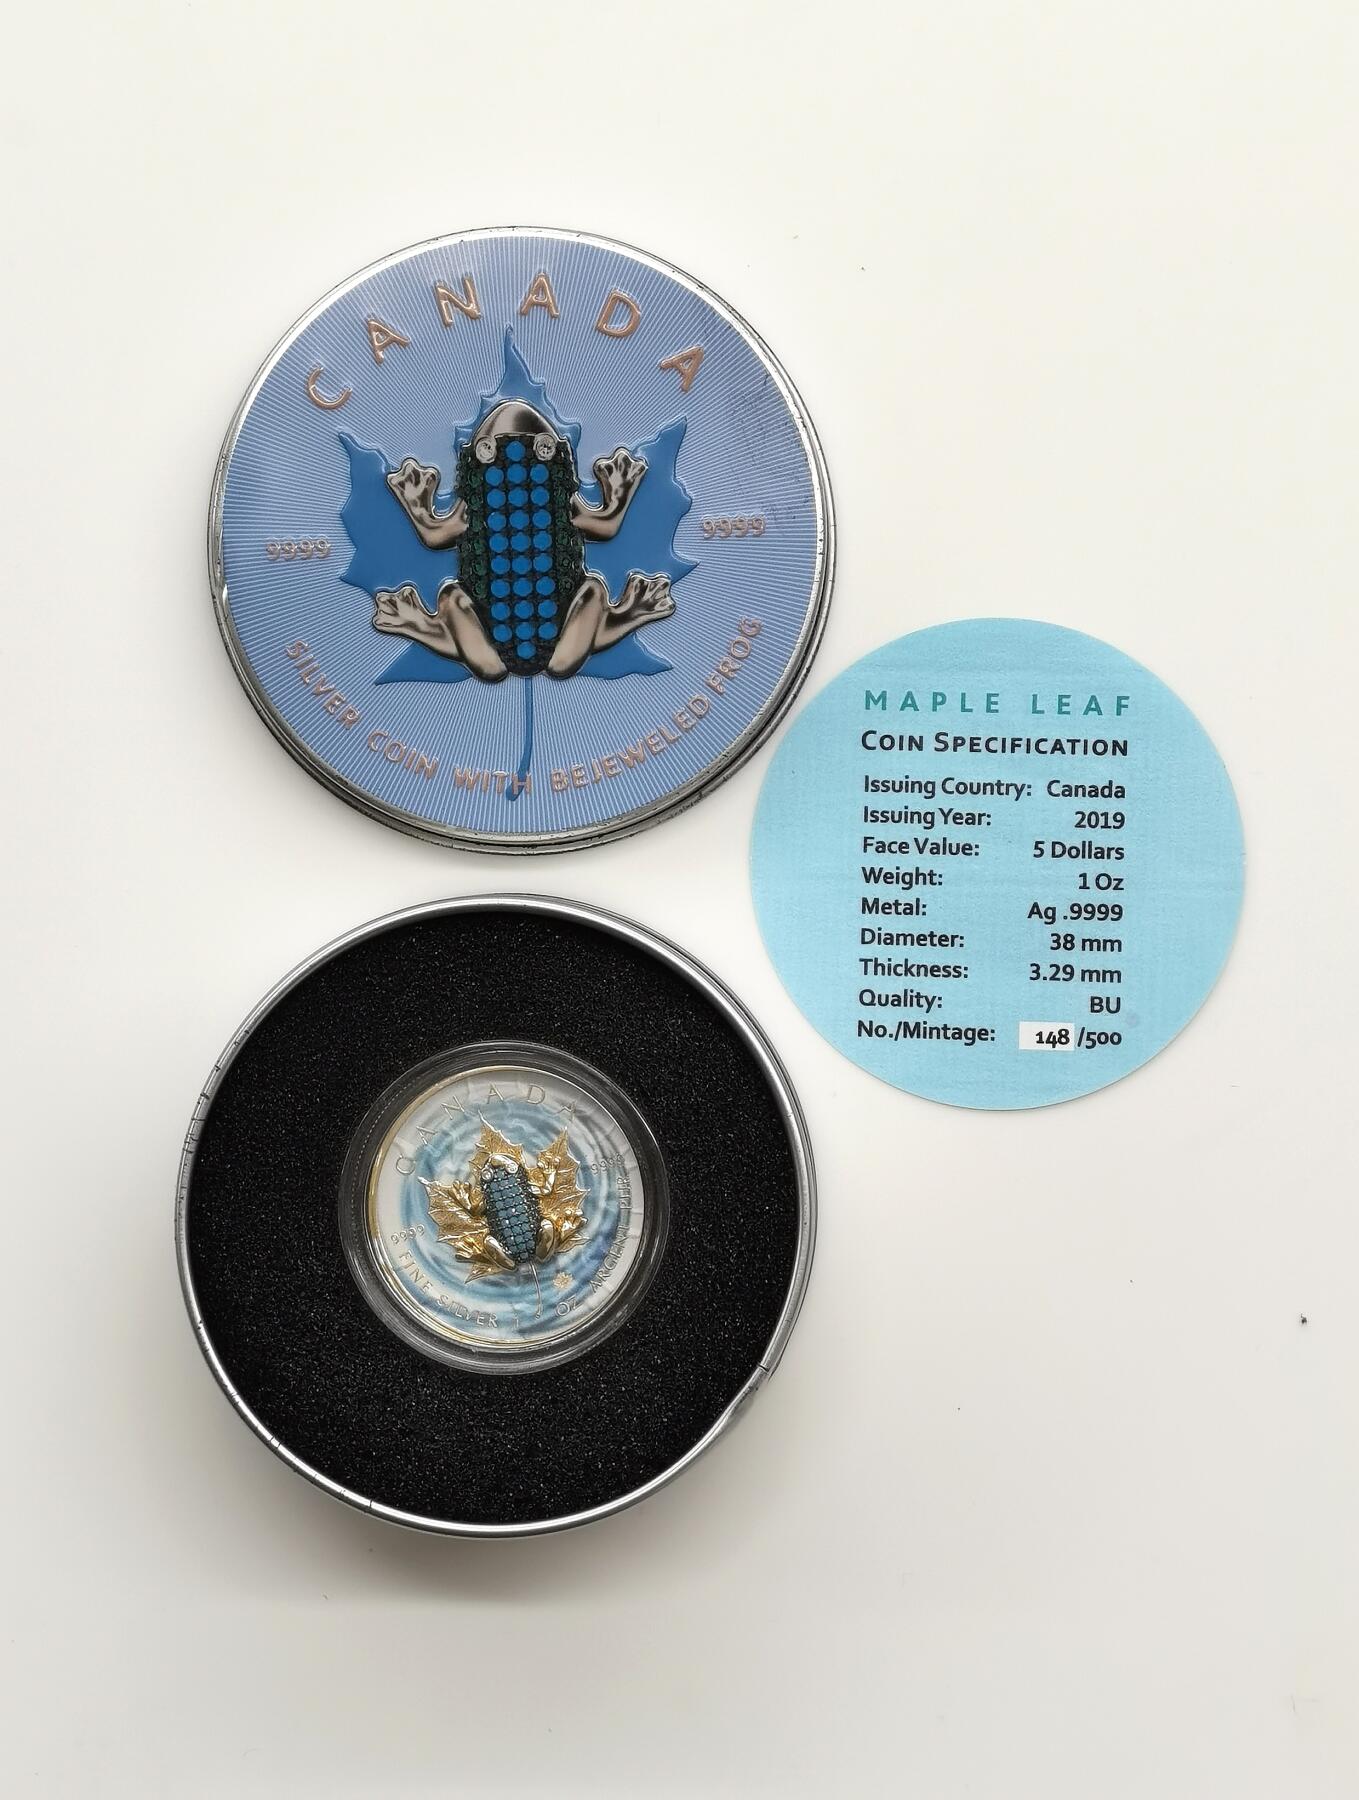 CANADA
9999 9999
SILVER COIN WITH BEJEWELED FROG
MAPLE LEAF
COIN SPECIFICATION
Issuing Country: Canada
Issuing Year: 2019
Face Value: 5 Dollars
Weight: 1 Oz
Metal: Ag .9999
Diameter: 38 mm
Thickness: 3.29 mm
Quality: BU
No./Mintage: 148 /500
CANADA
9999 9999
FINE SILVER 1 OZ ARGENT PUR